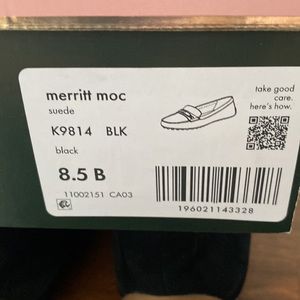 merritt moc
suede
K9814 BLK
black
8.5 B
11002151 CA03
take good
care.
here's how.
196021143328